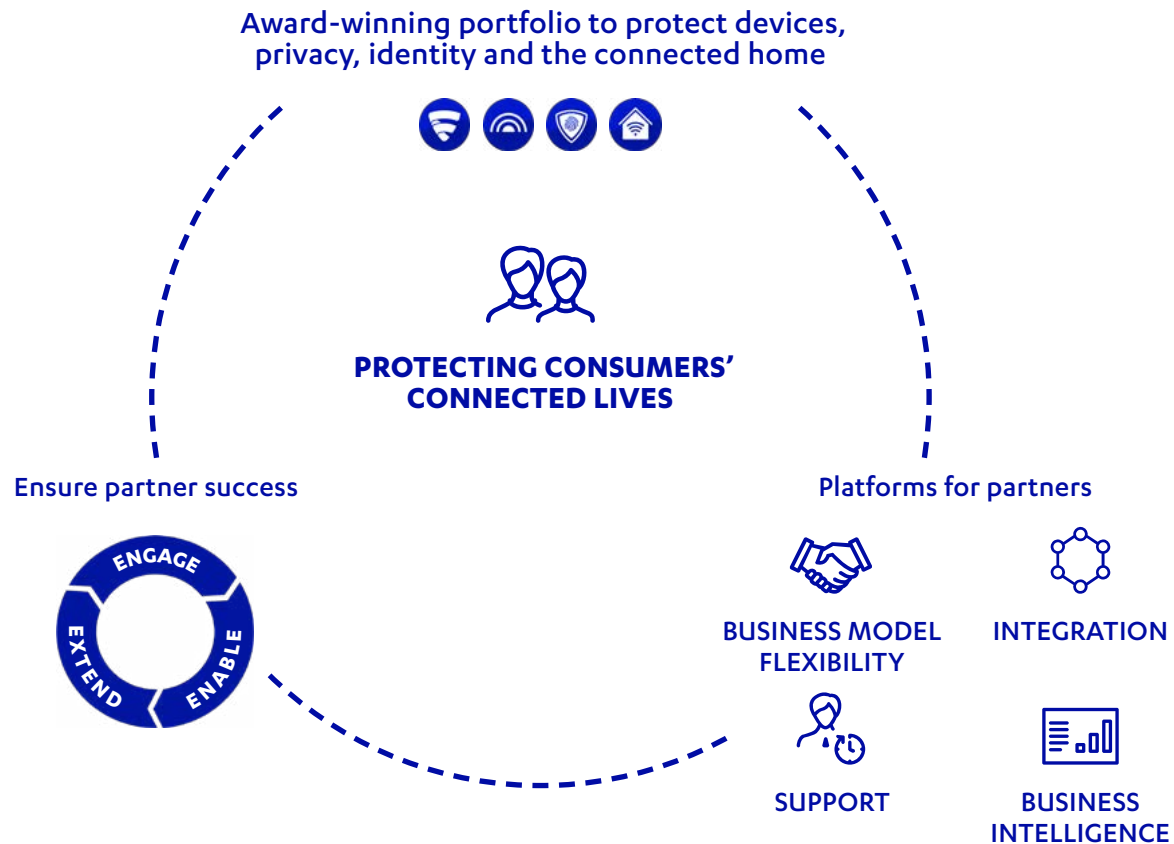 Award-winning portfolio to protect devices,
privacy, identity and the connected home
PROTECTING CONSUMERS’
CONNECTED LIVES
Ensure partner success
ENGAGE
ENABLE
EXTEND
Platforms for partners
BUSINESS MODEL
FLEXIBILITY
INTEGRATION
SUPPORT
BUSINESS
INTELLIGENCE